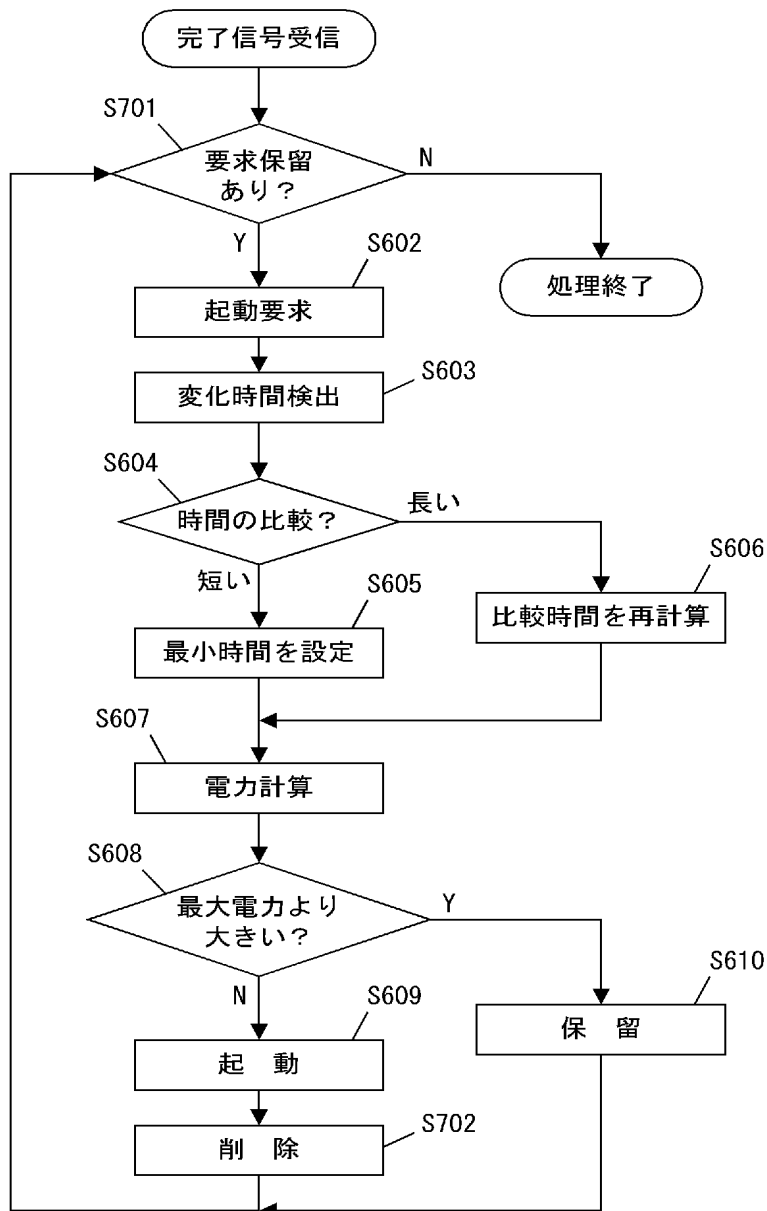 完了信号受信
S701
要求保留
あり？
N
Y
S602
起動要求
処理終了
S603
変化時間検出
S604
時間の比較？
長い
短い
S605
S606
最小時間を設定
比較時間を再計算
S607
電力計算
S608
最大電力より
大きい？
Y
N
S609
S610
起　動
保　留
S702
削　除